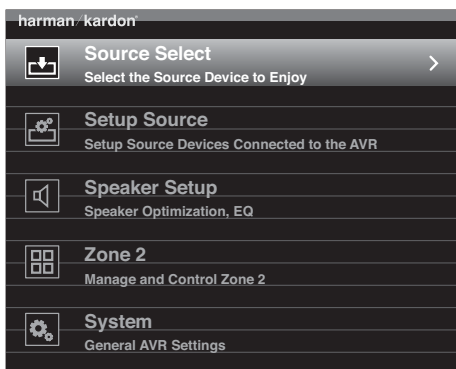 harman/kardon®
Source Select
Select the Source Device to Enjoy
Setup Source
Setup Source Devices Connected to the AVR
Speaker Setup
Speaker Optimization, EQ
Zone 2
Manage and Control Zone 2
System
General AVR Settings